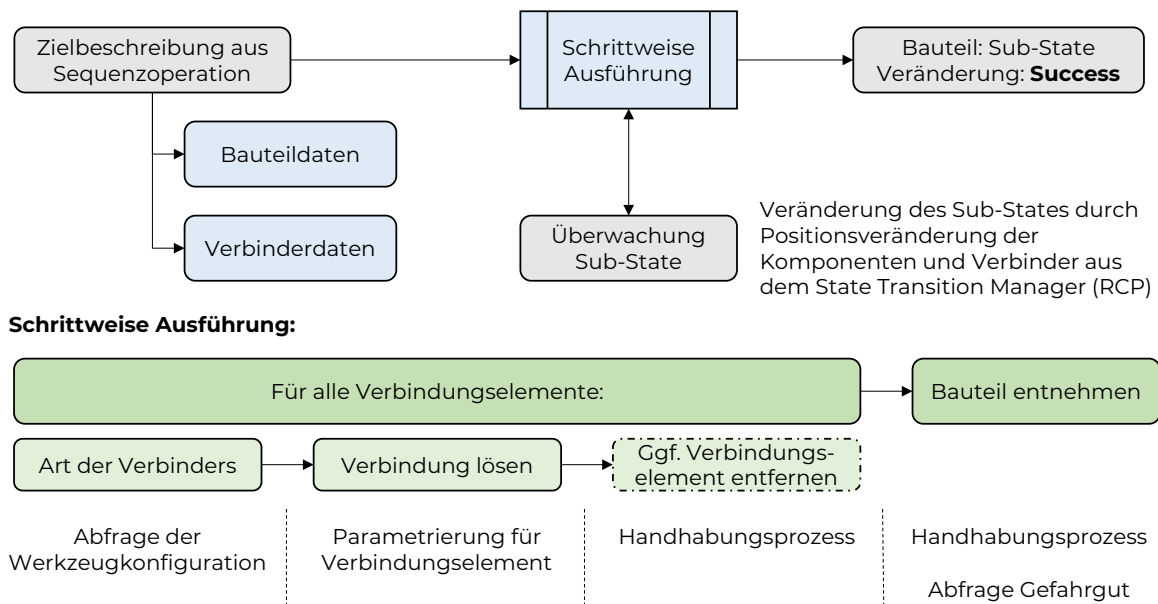 Zielbeschreibung aus
Sequenzoperation
Schrittweise
Ausführung
Bauteil: Sub-State
Veränderung: Success
Bauteildaten
Verbinderdaten
Überwachung
Sub-State
Veränderung des Sub-States durch
Positionsveränderung der
Komponenten und Verbinder aus
dem State Transition Manager (RCP)
Schrittweise Ausführung:
Für alle Verbindungselemente:
Bauteil entnehmen
Art der Verbinders
Verbindung lösen
Ggf. Verbindungs-
element entfernen
Abfrage der
Werkzeugkonfiguration
Parametrierung für
Verbindungselement
Handhabungsprozess
Handhabungsprozess
Abfrage Gefahrgut